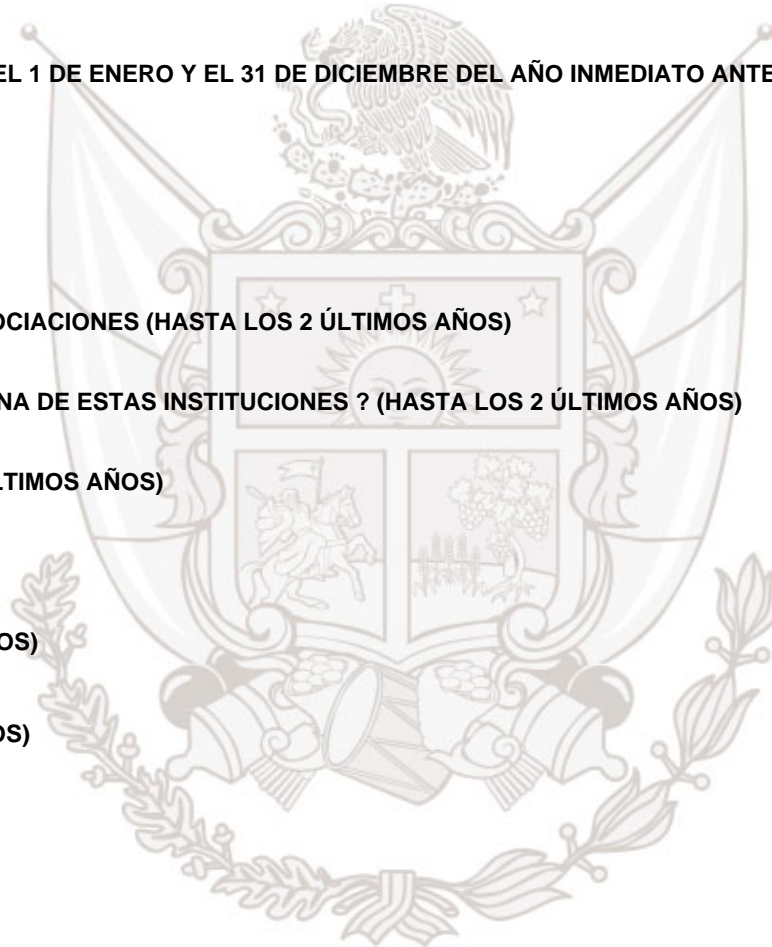 EL 1 DE ENERO Y EL 31 DE DICIEMBRE DEL AÑO INMEDIATO ANTE
OCIACIONES (HASTA LOS 2 ÚLTIMOS AÑOS)
NA DE ESTAS INSTITUCIONES ? (HASTA LOS 2 ÚLTIMOS AÑOS)
LTIMOS AÑOS)
OS)
OS)